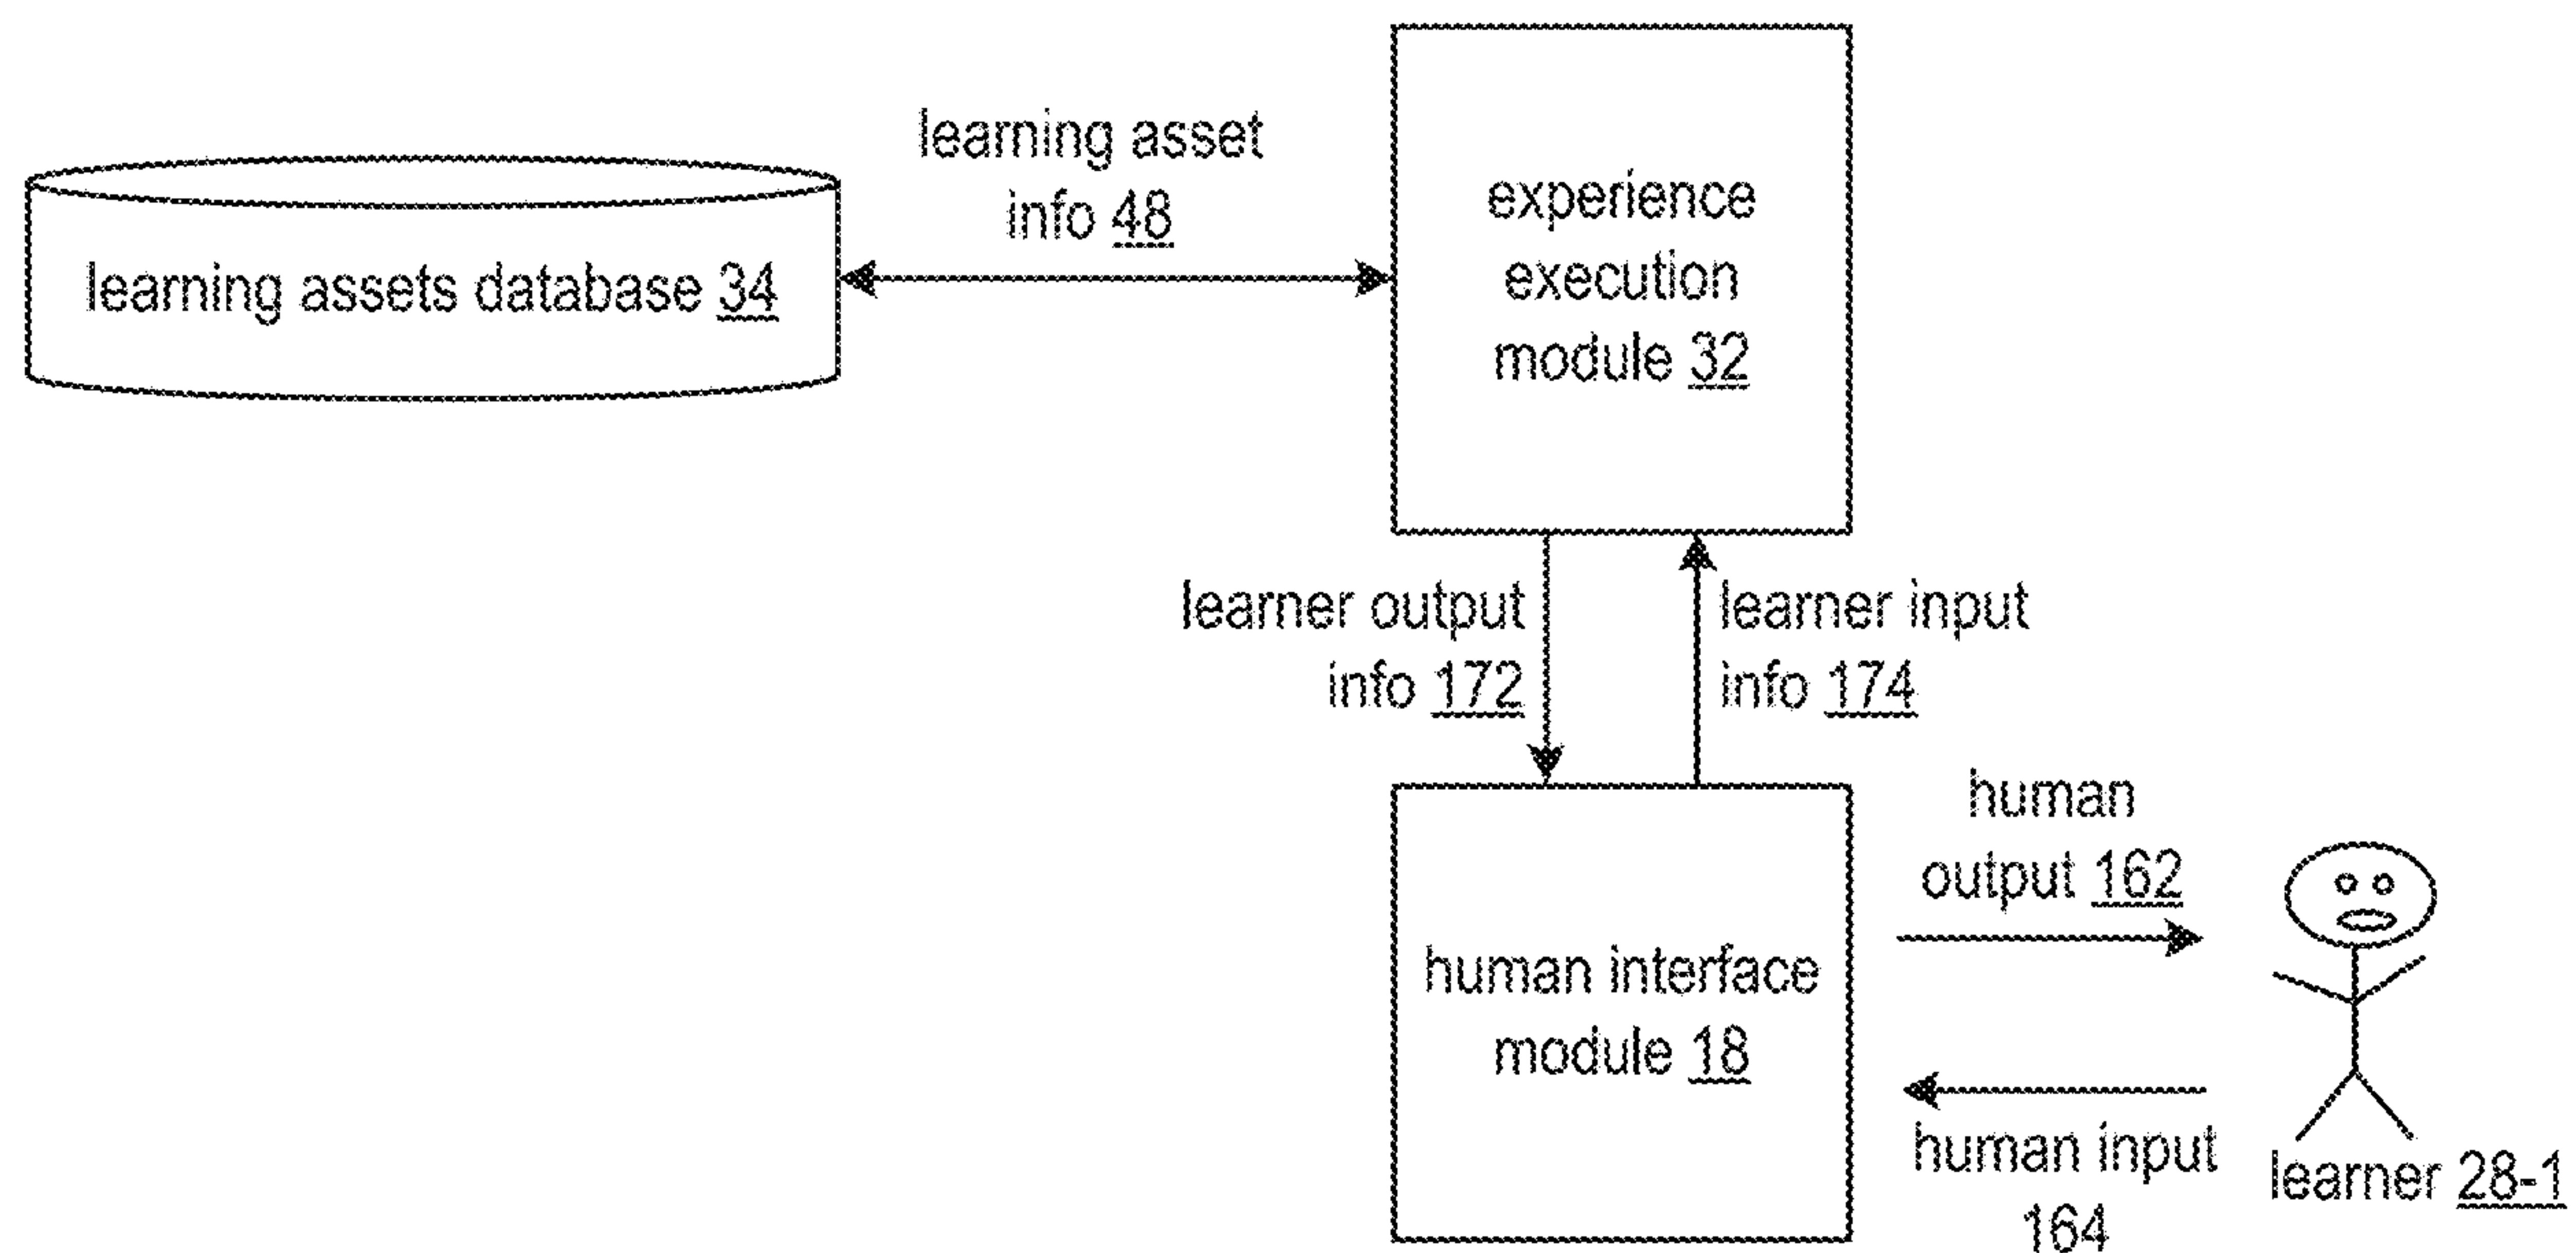 learning asset
info 48
learning assets database 34
experience
execution
module 32
learner output
info 172
learner input
info 174
human
output 162
human interface
module 18
human input
164
learner 28-1